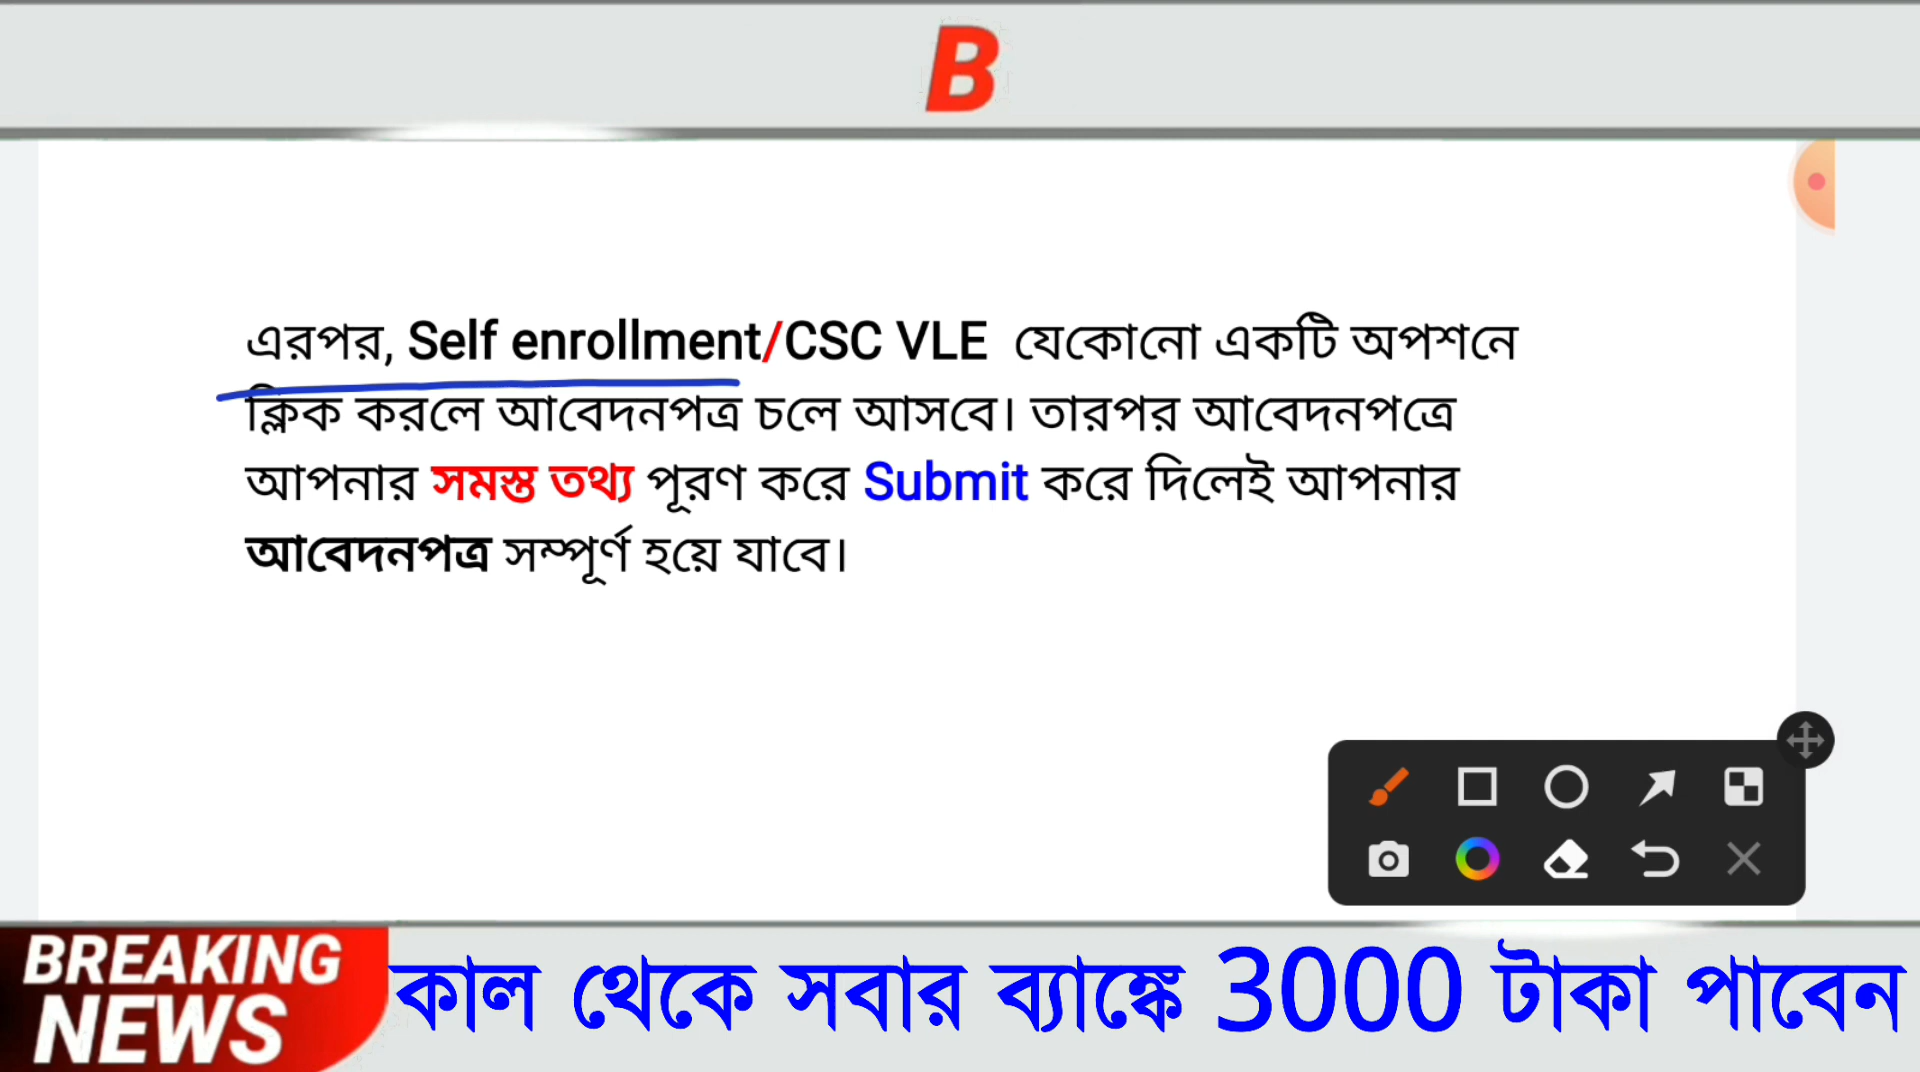 B
এরপর, Self enrollment/CSC VLE যেকোনো একটি অপশনে
ক্লিক করলে আবেদনপত্র চলে আসবে। তারপর আবেদনপত্রে
আপনার সমস্ত তথ্য পূরণ করে Submit করে দিলেই আপনার
আবেদনপত্র সম্পূর্ণ হয়ে যাবে।
BREAKING
NEWS
কাল থেকে সবার ব্যাঙ্কে 3000 টাকা পাবেন